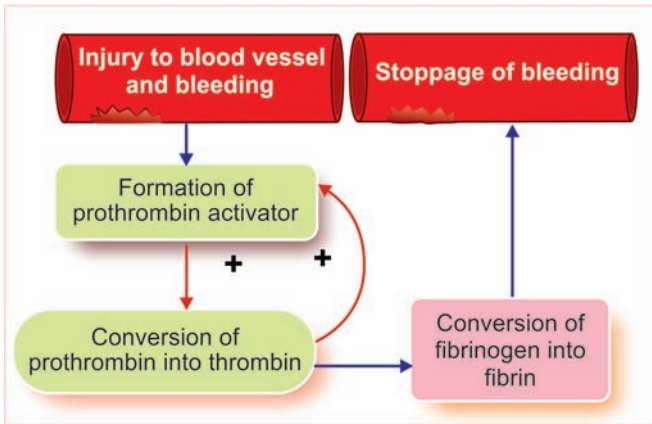 Injury to blood vessel
and bleeding
Stoppage of bleeding
Formation of
prothrombin activator
+
+
Conversion of
prothrombin into thrombin
Conversion of
fibrinogen into
fibrin